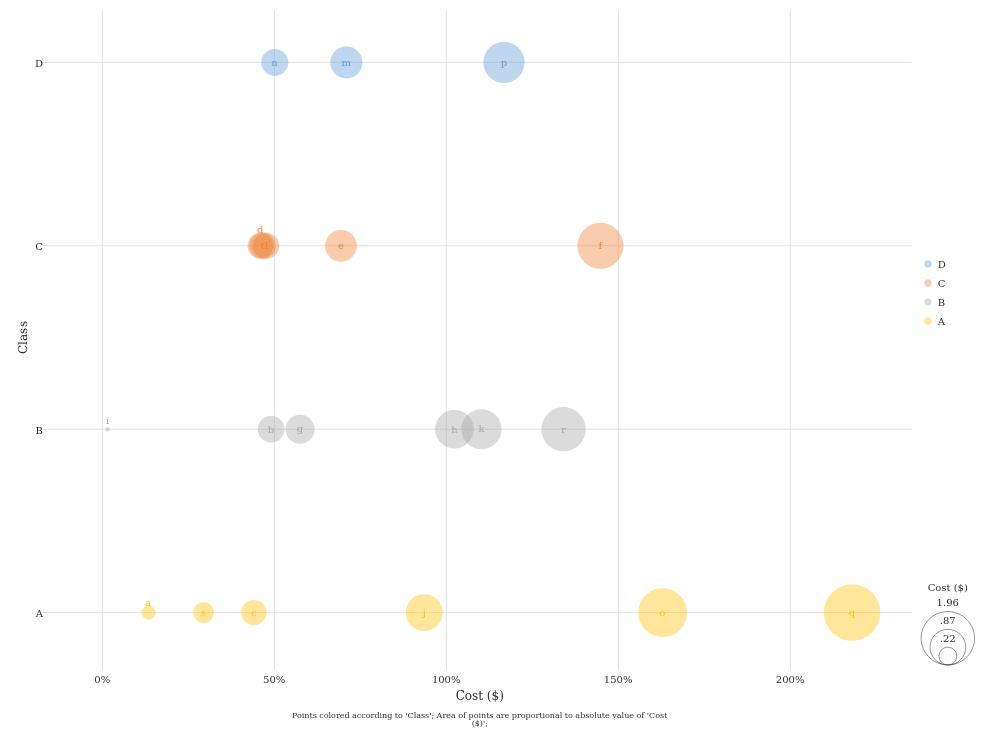 D
n
m
p
C
d
e
f
B
i
b
g
h
k
r
A
a
s
c
j
o
q
Class
0%
50%
100%
150%
200%
Cost ($)
Points colored according to 'Class'; Area of points are proportional to absolute value of 'Cost
($)';
D
C
B
A
Cost ($)
1.96
.87
.22